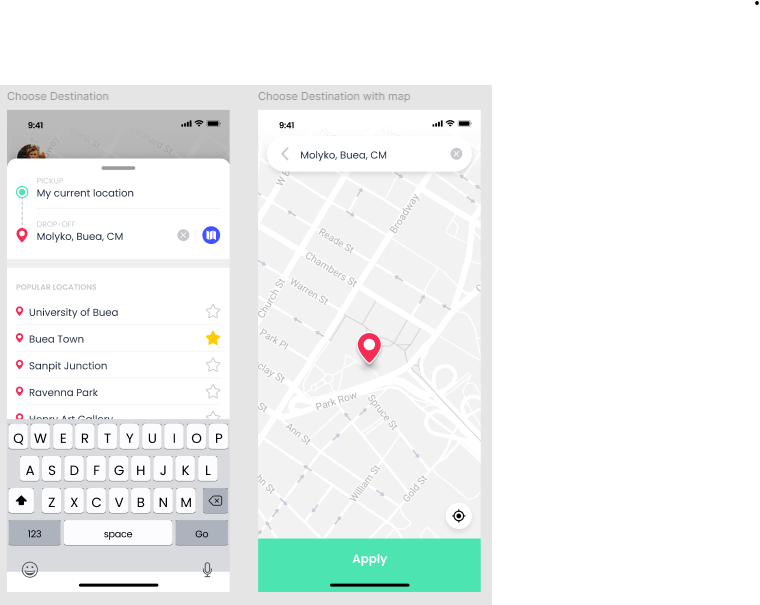 Choose Destination
9:41
PICKUP
My current location
DROP-OFF
Molyko, Buea, CM
POPULAR LOCATIONS
University of Buea
Buea Town
Sanpit Junction
Ravenna Park
Henry Art Gallery
Q W E R T Y U I O P
A S D F G H J K L
Z X C V B N M
123 space Go
Choose Destination with map
9:41
Molyko, Buea, CM
Broadway
Reade St
Chambers St
Warren St
Church St
Park Pl
Park Row
Spruce St
Ann St
William St
Gold St
Apply